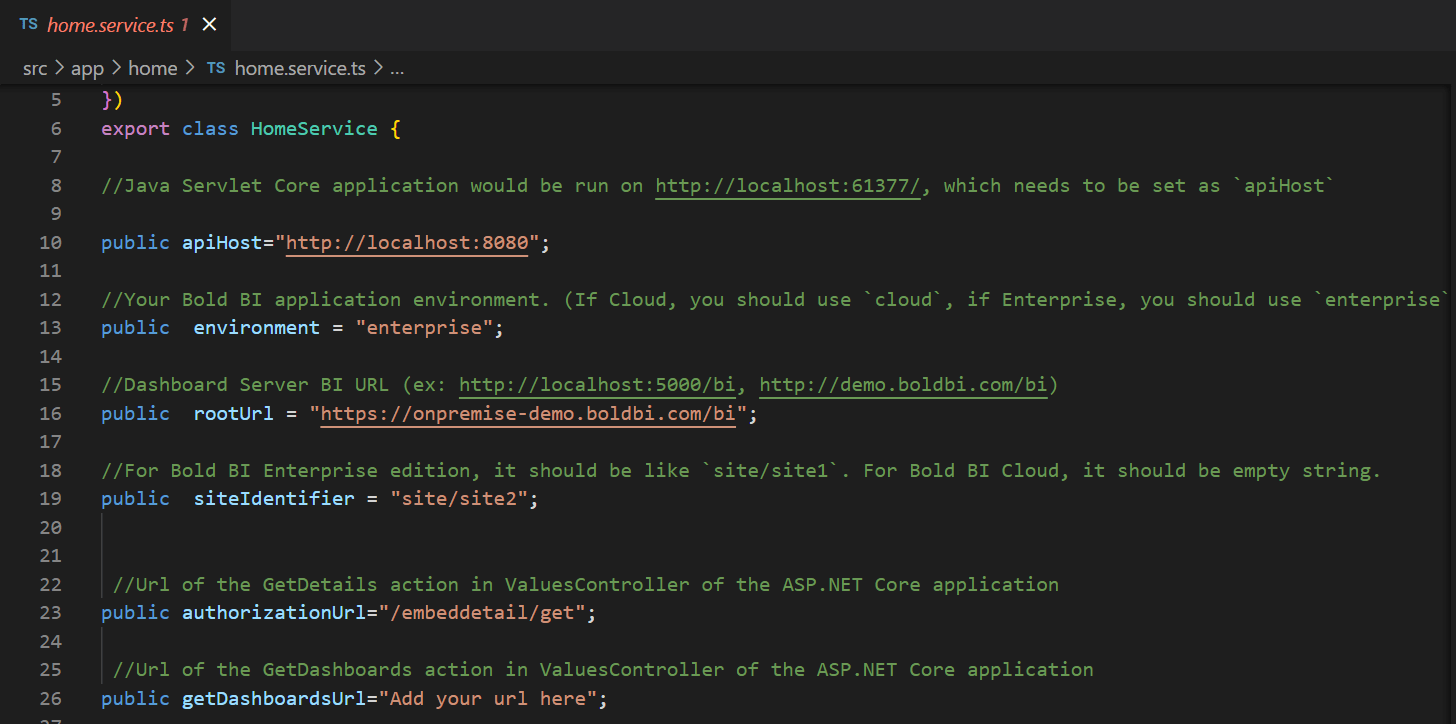 TS home.service.ts 1 ×
src > app > home > TS home.service.ts > ...
5 })
6 export class HomeService {
7
8 //Java Servlet Core application would be run on http://localhost:61377/, which needs to be set as `apiHost`
9
10 public apiHost="http://localhost:8080";
11
12 //Your Bold BI application environment. (If Cloud, you should use `cloud`, if Enterprise, you should use `enterprise`
13 public  environment = "enterprise";
14
15 //Dashboard Server BI URL (ex: http://localhost:5000/bi, http://demo.boldbi.com/bi)
16 public  rootUrl = "https://onpremise-demo.boldbi.com/bi";
17
18 //For Bold BI Enterprise edition, it should be like `site/site1`. For Bold BI Cloud, it should be empty string.
19 public  siteIdentifier = "site/site2";
20
21
22  //Url of the GetDetails action in ValuesController of the ASP.NET Core application
23 public authorizationUrl="/embeddetail/get";
24
25  //Url of the GetDashboards action in ValuesController of the ASP.NET Core application
26 public getDashboardsUrl="Add your url here";